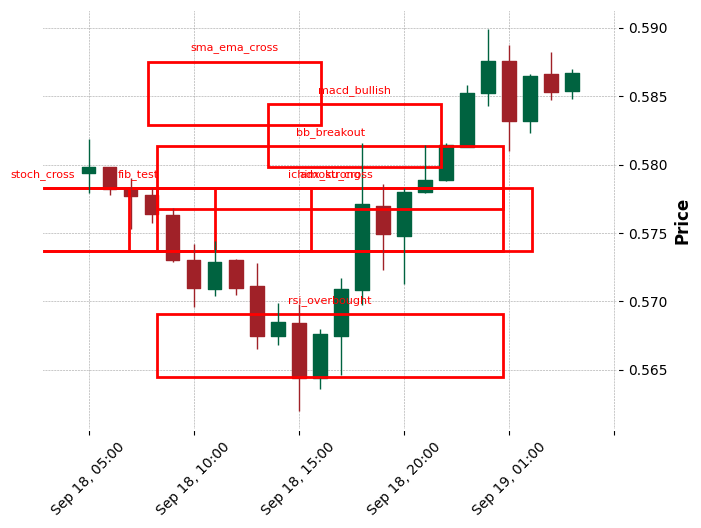 sma_ema_cross
macd_bullish
bb_breakout
stoch_cross
fib_test
rsi_overbought
0.590
0.585
0.580
0.575
0.570
0.565
Price
Sep 18, 05:00
Sep 18, 10:00
Sep 18, 15:00
Sep 18, 20:00
Sep 19, 01:00